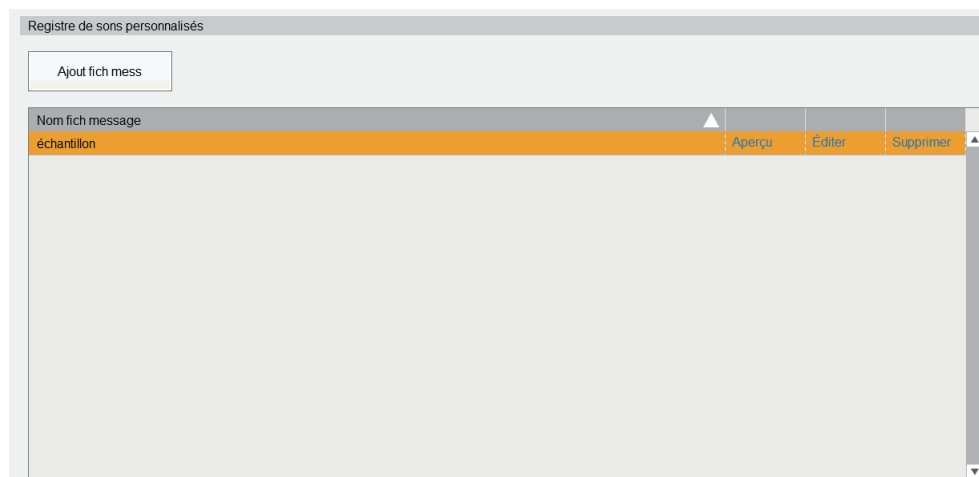 Registre de sons personnalisés
Ajout fich mess
Nom fich message
échantillon Aperçu Éditer Supprimer